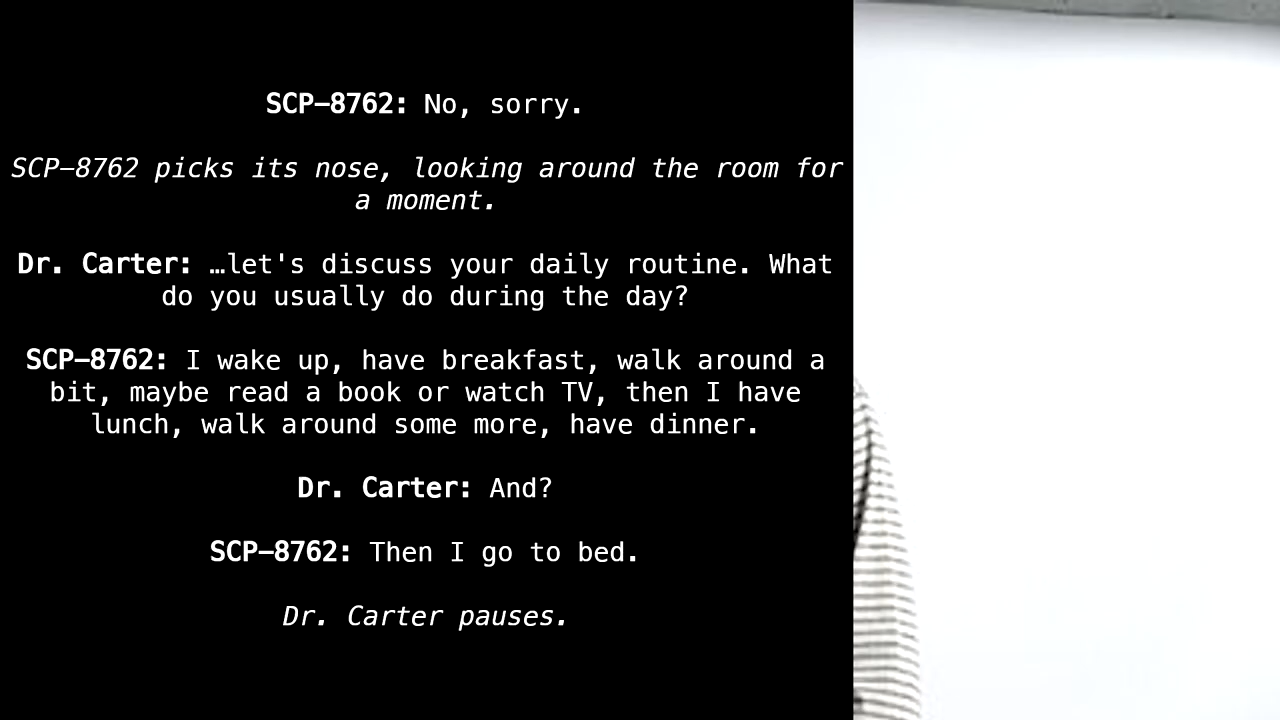 SCP–8762: No, sorry.
SCP–8762 picks its nose, looking around the room for
a moment.
Dr. Carter: …let's discuss your daily routine. What
do you usually do during the day?
SCP–8762: I wake up, have breakfast, walk around a
bit, maybe read a book or watch TV, then I have
lunch, walk around some more, have dinner.
Dr. Carter: And?
SCP–8762: Then I go to bed.
Dr. Carter pauses.